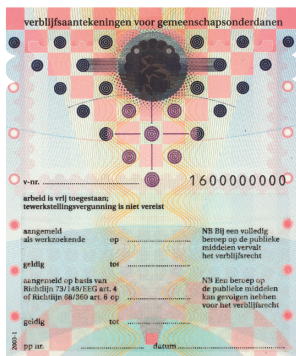 verblijfsaantekeningen voor gemeenschapsonderdanen
v-nr. 1600000000
arbeid is vrij toegestaan;
tewerkstellingsvergunning is niet vereist
aangemeld
als werkzoekende op
geldig tot
NB Bij een volledig
beroep op de publieke
middelen vervalt
het verblijfsrecht
aangemeld op basis van
Richtlijn 73/148/EEG art. 4
of Richtlijn 68/360 art. 6 op
geldig tot
NB Een beroep op
de publieke middelen
kan gevolgen hebben
voor het verblijfsrecht
pp nr. datum